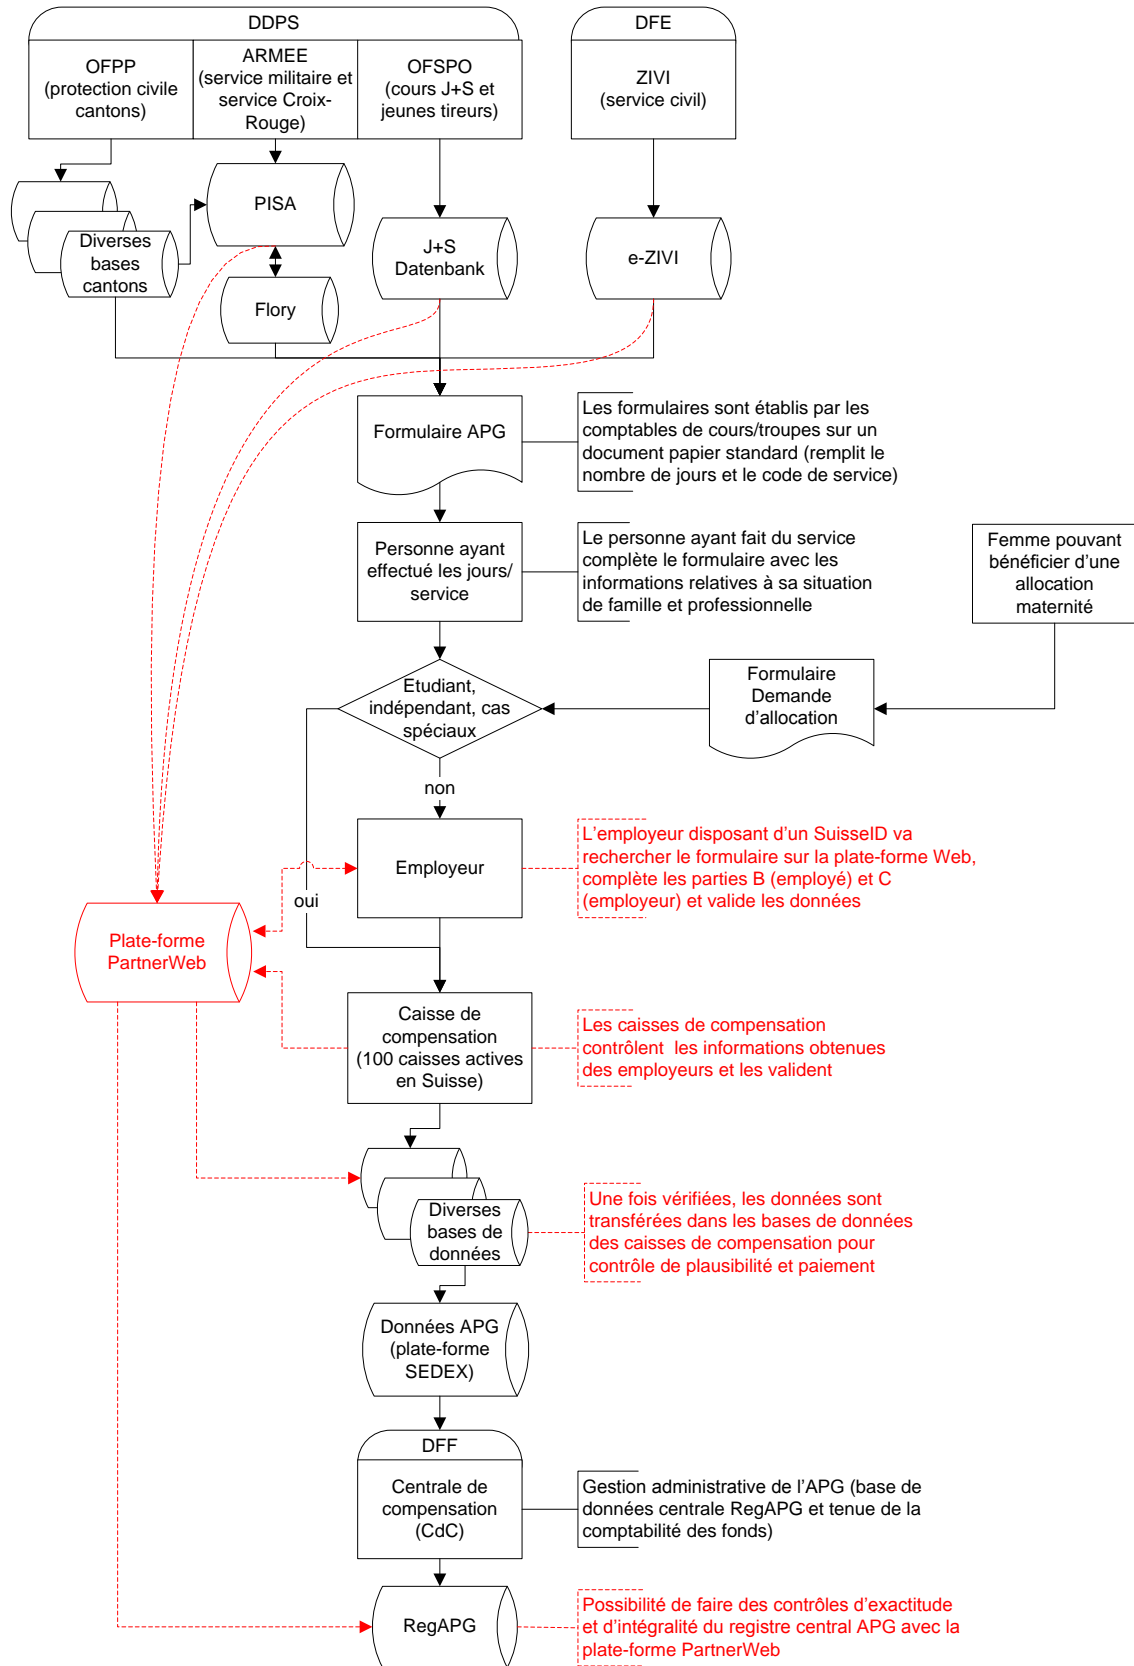 DDPS
DFE
OFPP
(protection civile
cantons)
ARMEE
(service militaire et
service Croix-
Rouge)
OFSPO
(cours J+S et
jeunes tireurs)
ZIVI
(service civil)
PISA
Diverses
bases
cantons
Flory
J+S
Datenbank
e-ZIVI
Formulaire APG
Les formulaires sont établis par les
comptables de cours/troupes sur un
document papier standard (remplit le
nombre de jours et le code de service)
Personne ayant
effectué les jours/
service
Le personne ayant fait du service
complète le formulaire avec les
informations relatives à sa situation
de famille et professionnelle
Femme pouvant
bénéficier d'une
allocation
maternité
Etudiant,
indépendant, cas
spéciaux
Formulaire
Demande
d'allocation
non
oui
Employeur
L'employeur disposant d'un SuisseID va
rechercher le formulaire sur la plate-forme Web,
complète les parties B (employé) et C
(employeur) et valide les données
Plate-forme
PartnerWeb
Caisse de
compensation
(100 caisses actives
en Suisse)
Les caisses de compensation
contrôlent  les informations obtenues
des employeurs et les valident
Diverses
bases de
données
Une fois vérifiées, les données sont
transférées dans les bases de données
des caisses de compensation pour
contrôle de plausibilité et paiement
Données APG
(plate-forme
SEDEX)
DFF
Centrale de
compensation
(CdC)
Gestion administrative de l'APG (base de
données centrale RegAPG et tenue de la
comptabilité des fonds)
RegAPG
Possibilité de faire des contrôles d'exactitude
et d'intégralité du registre central APG avec la
plate-forme PartnerWeb